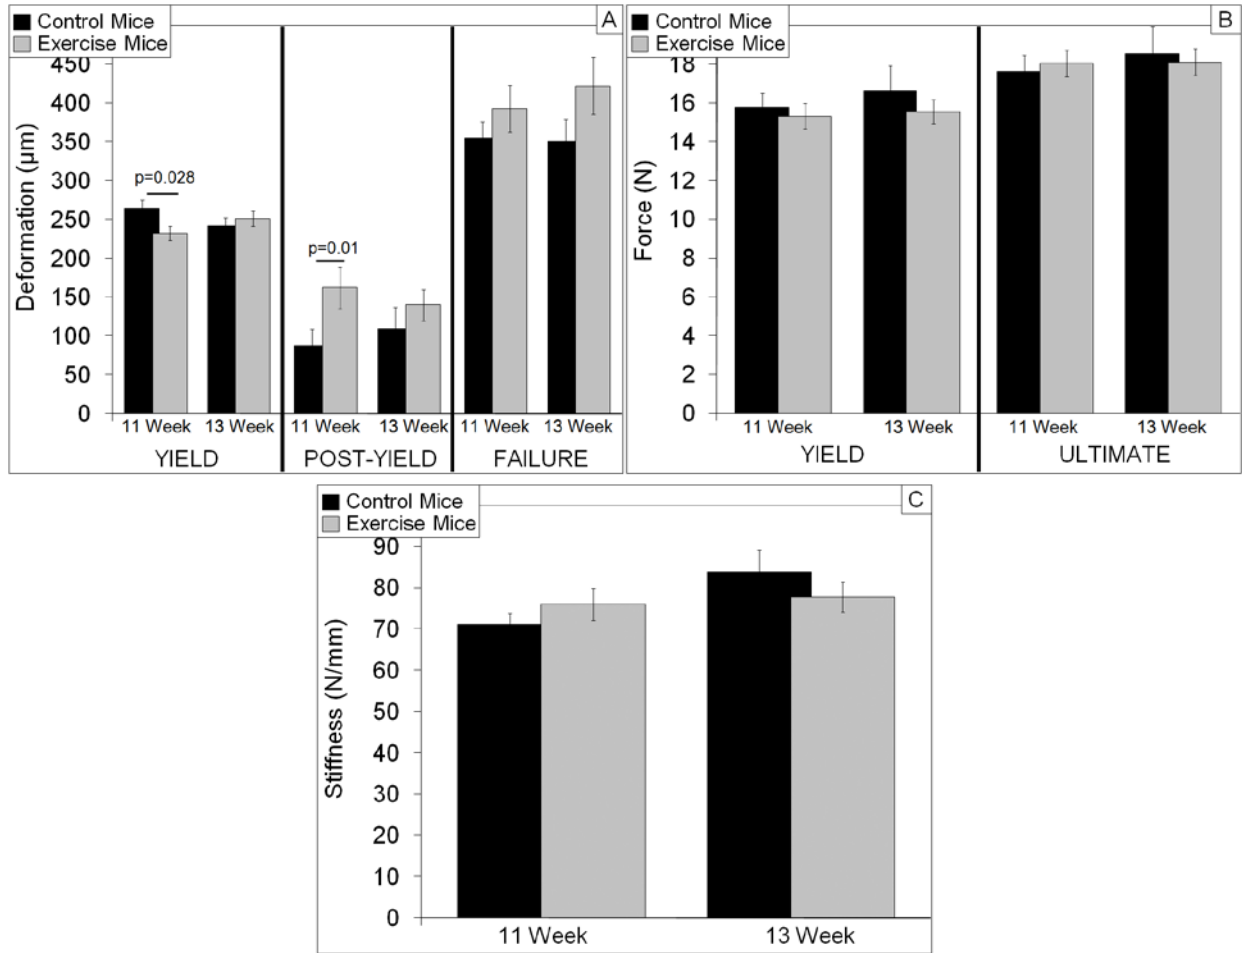 Control Mice
Exercise Mice
A
Deformation (µm)
450
400
350
300
250
200
150
100
50
0
p=0.028
p=0.01
11 Week 13 Week 11 Week 13 Week 11 Week 13 Week
YIELD POST-YIELD FAILURE
Control Mice
Exercise Mice
B
Force (N)
18
16
14
12
10
8
6
4
2
0
11 Week 13 Week 11 Week 13 Week
YIELD ULTIMATE
Control Mice
Exercise Mice
C
Stiffness (N/mm)
90
80
70
60
50
40
30
20
10
0
11 Week 13 Week